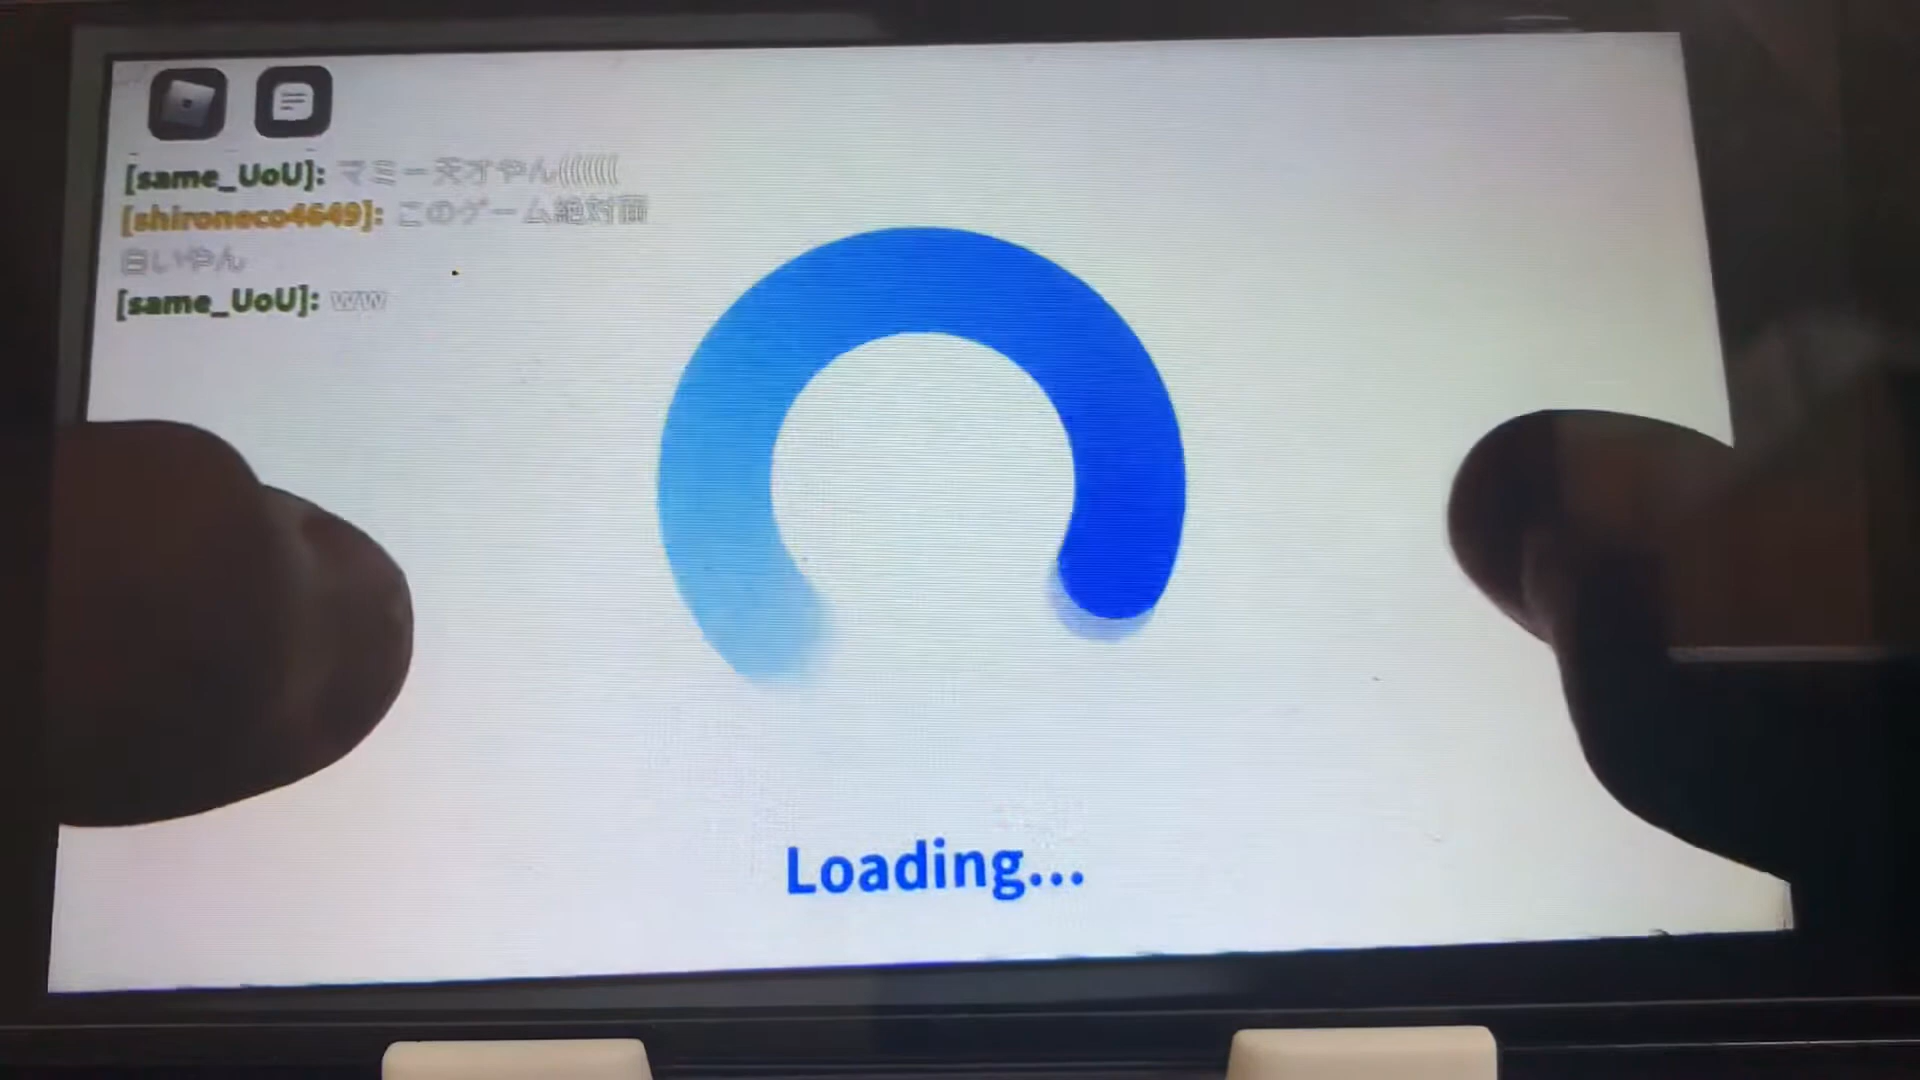 [same_UoU]: マミー天才やん((((((
[shironeco4649]: このゲーム絶対面
白いやん
[same_UoU]: ww
Loading...